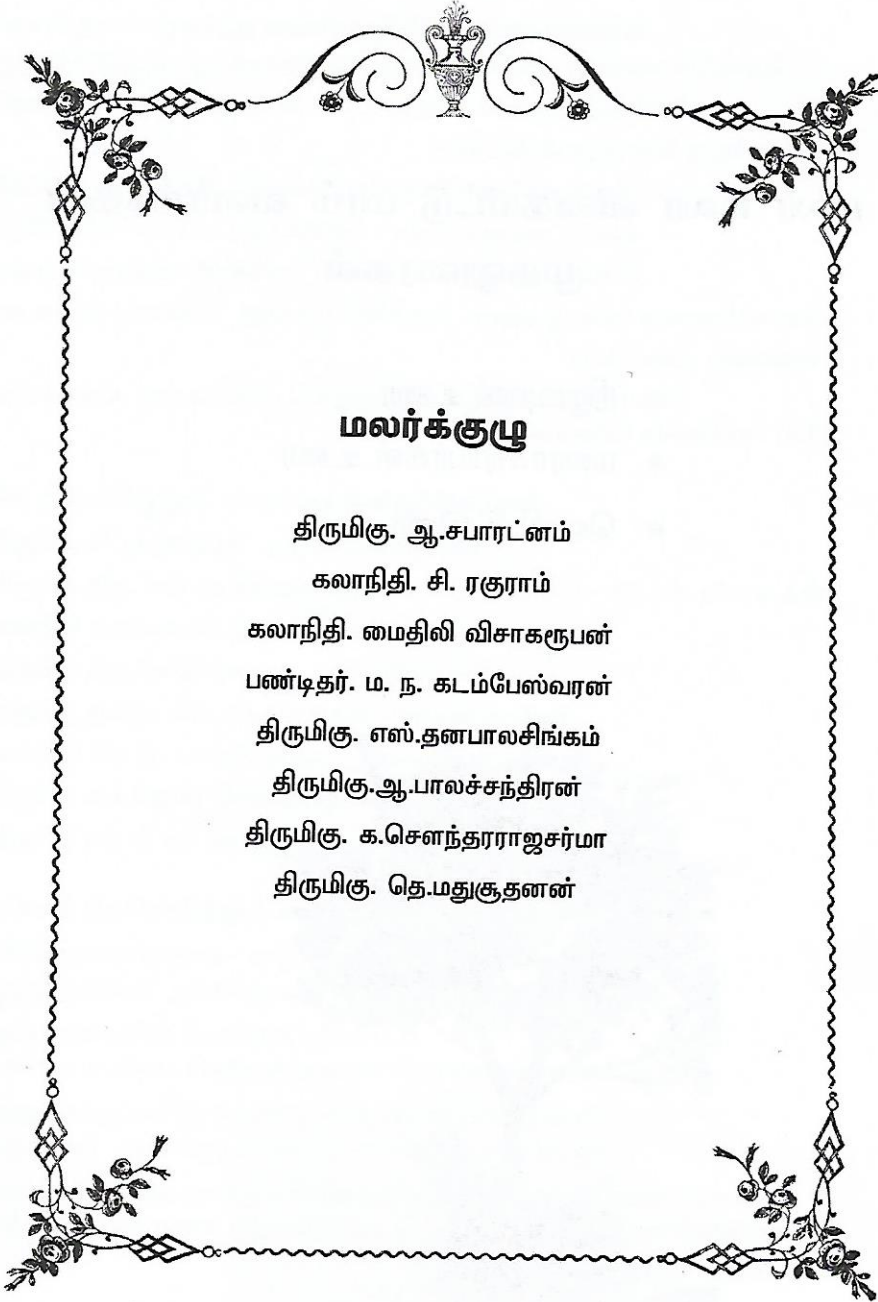 மலர்க்குழு
திருமிகு. ஆ.சபாரட்னம்
கலாநிதி. சி. ரகுராம்
கலாநிதி. மைதிலி விசாகரூபன்
பண்டிதர். ம. ந. கடம்பேஸ்வரன்
திருமிகு. எஸ்.தனபாலசிங்கம்
திருமிகு.ஆ.பாலச்சந்திரன்
திருமிகு. க.சௌந்தரராஜசர்மா
திருமிகு. தெ.மதுசூதனன்